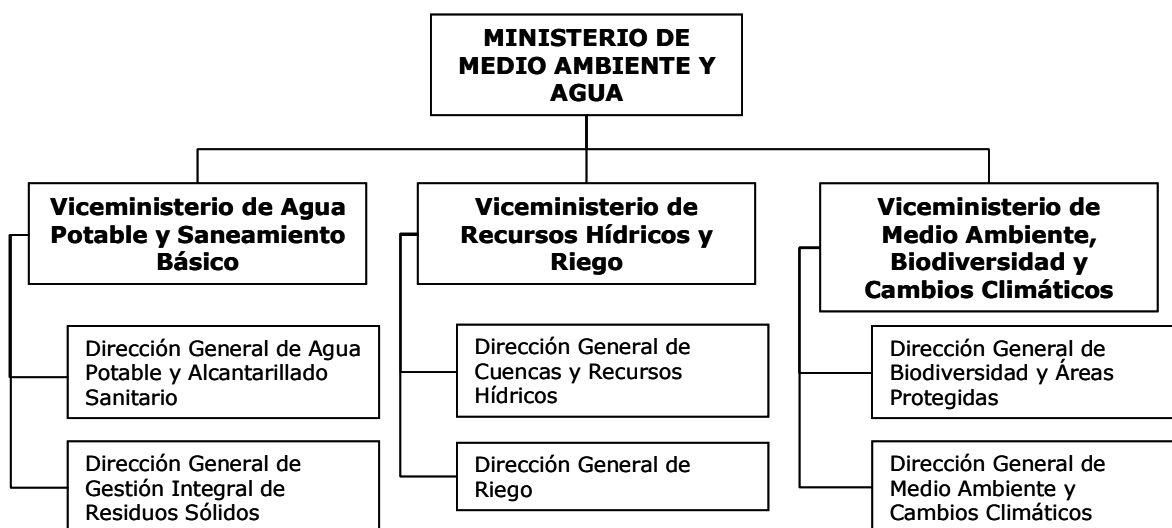 MINISTERIO DE
MEDIO AMBIENTE Y
AGUA
Viceministerio de Agua
Potable y Saneamiento
Básico
Viceministerio de
Recursos Hídricos y
Riego
Viceministerio de
Medio Ambiente,
Biodiversidad y
Cambios Climáticos
Dirección General de Agua
Potable y Alcantarillado
Sanitario
Dirección General de
Cuencas y Recursos
Hídricos
Dirección General de
Biodiversidad y Áreas
Protegidas
Dirección General de
Gestión Integral de
Residuos Sólidos
Dirección General de
Riego
Dirección General de
Medio Ambiente y
Cambios Climáticos